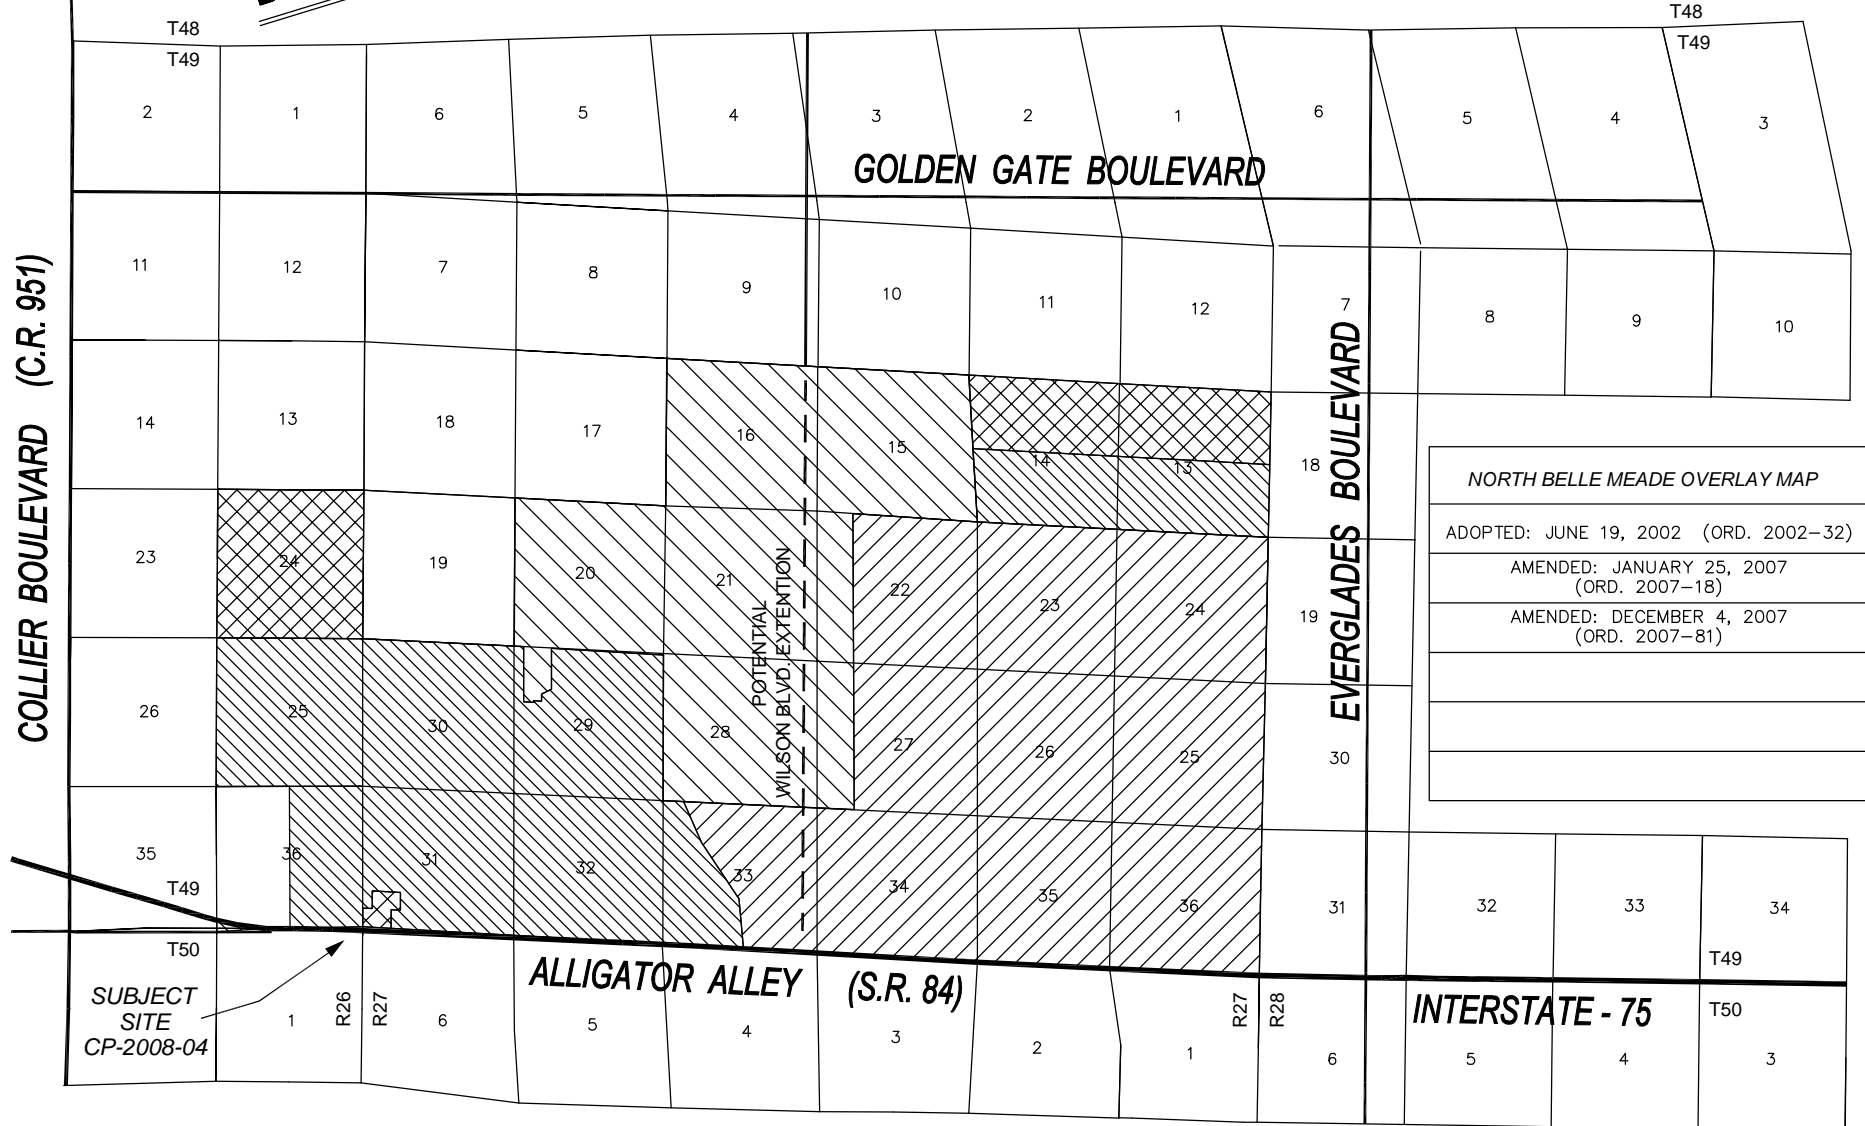 T48
T49
T48
T49
2
1
6
5
4
3
2
1
6
5
4
3
GOLDEN GATE BOULEVARD
11
12
7
8
9
10
11
12
7
8
9
10
COLLIER BOULEVARD (C.R. 951)
EVERGLADES BOULEVARD
14
13
18
17
16
15
14
13
18
NORTH BELLE MEADE OVERLAY MAP
ADOPTED: JUNE 19, 2002 (ORD. 2002-32)
AMENDED: JANUARY 25, 2007
(ORD. 2007-18)
AMENDED: DECEMBER 4, 2007
(ORD. 2007-81)
23
24
19
20
21
22
23
24
19
POTENTIAL
WILSON BLVD. EXTENTION
26
25
30
29
28
27
26
25
30
35
36
31
32
33
34
35
36
31
32
33
34
T49
T50
T49
T50
ALLIGATOR ALLEY (S.R. 84)
INTERSTATE - 75
SUBJECT
SITE
CP-2008-04
R26
R27
R27
R28
1
6
5
4
3
2
1
6
5
4
3